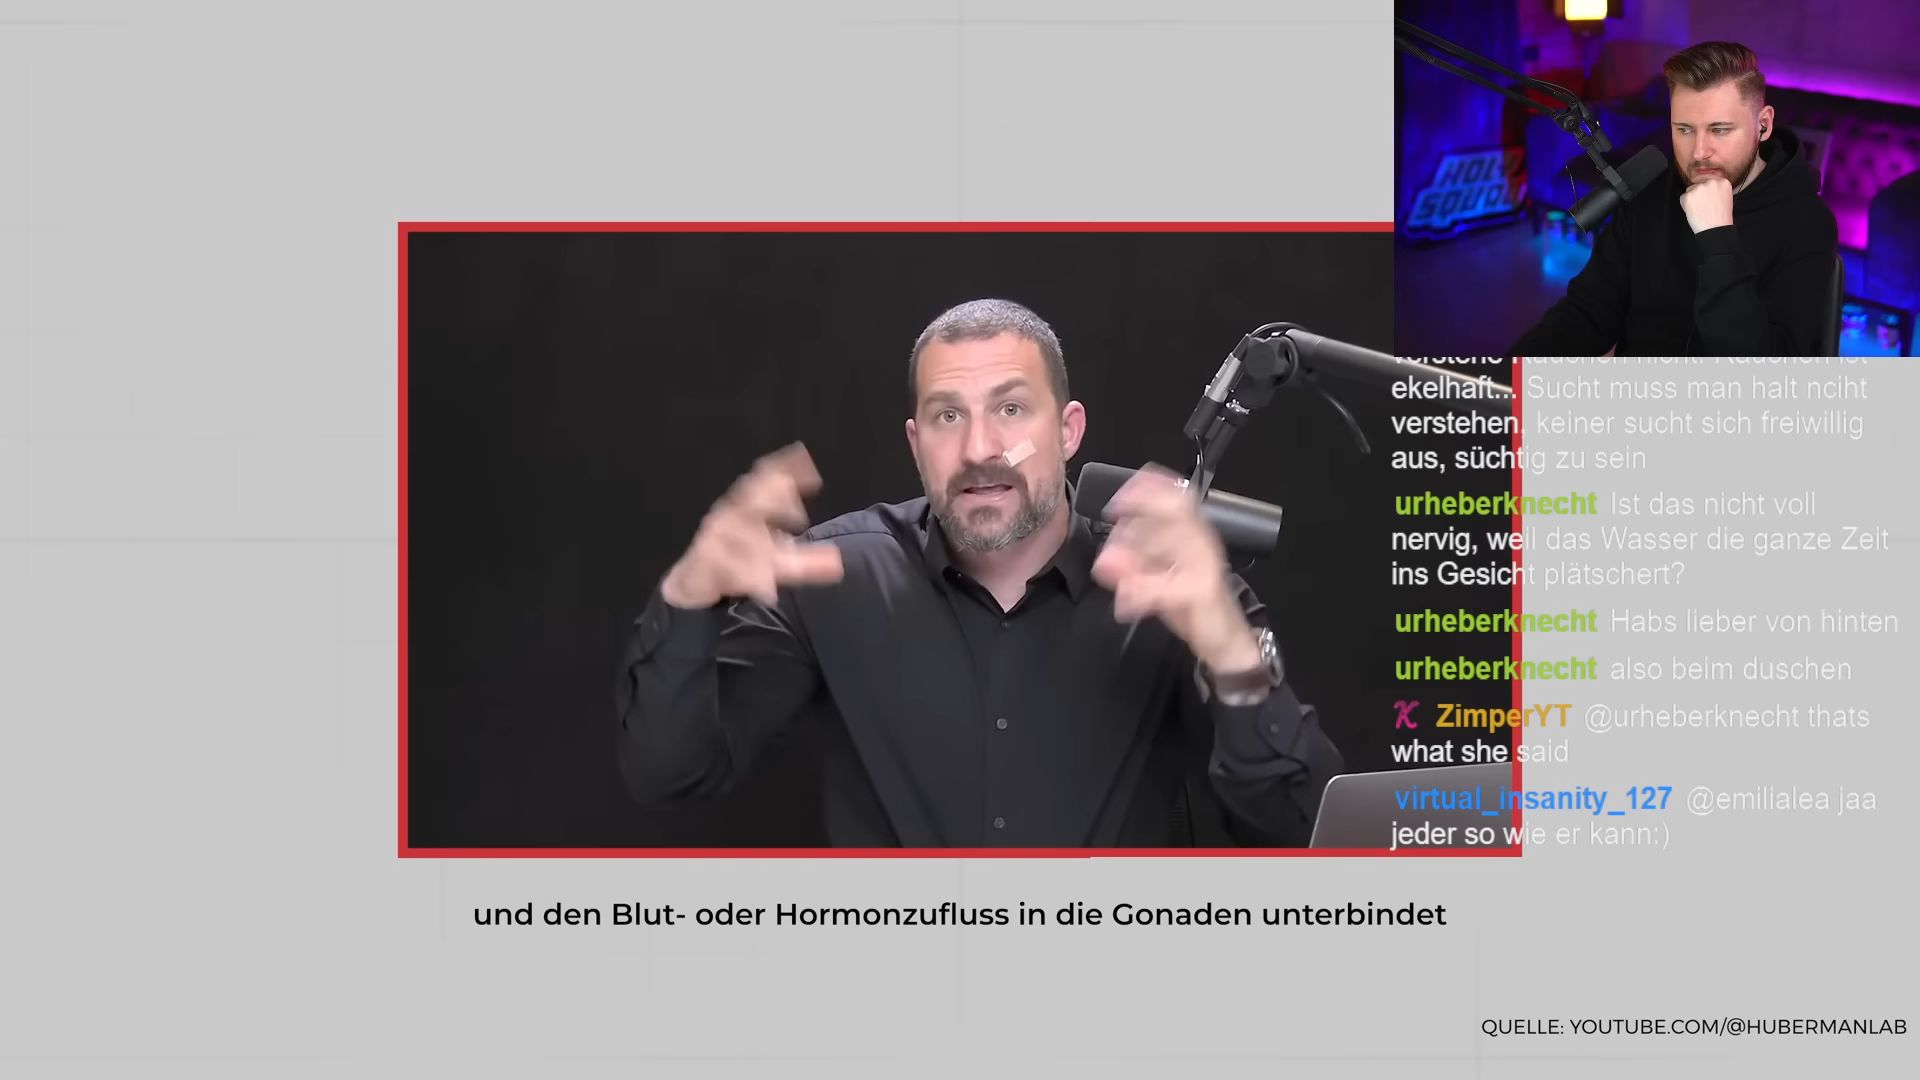 HOLY
SQUAD
ekelhaft... Sucht muss man halt nciht
verstehen, keiner sucht sich freiwillig
aus, süchtig zu sein
urheberknecht Ist das nicht voll
nervig, weil das Wasser die ganze Zeit
ins Gesicht plätschert?
urheberknecht Habs lieber von hinten
urheberknecht also beim duschen
K ZimperYT @urheberknecht thats
what she said
virtual_insanity_127 @emilialea jaa
jeder so wie er kann:)
und den Blut- oder Hormonzufluss in die Gonaden unterbindet
QUELLE: YOUTUBE.COM/@HUBERMANLAB